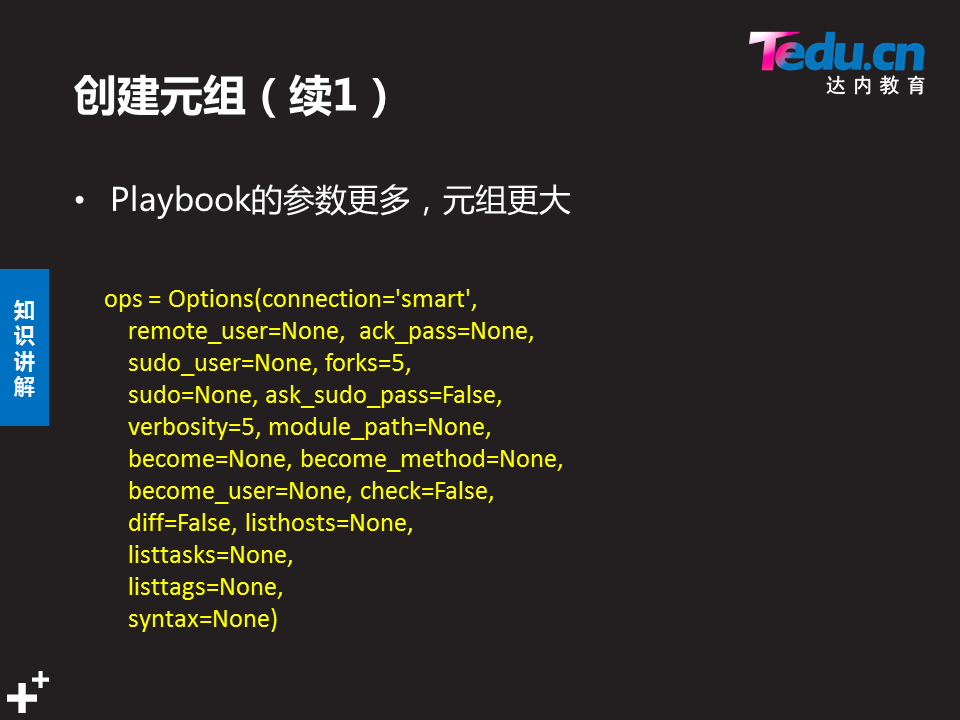 Tedu.cn
达内教育
创建元组（续1）
• Playbook的参数更多，元组更大
知识讲解
ops = Options(connection='smart',
remote_user=None,  ack_pass=None,
sudo_user=None, forks=5,
sudo=None, ask_sudo_pass=False,
verbosity=5, module_path=None,
become=None, become_method=None,
become_user=None, check=False,
diff=False, listhosts=None,
listtasks=None,
listtags=None,
syntax=None)